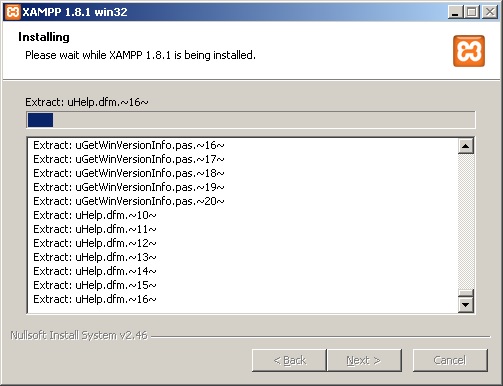 XAMPP 1.8.1 win32
Installing
Please wait while XAMPP 1.8.1 is being installed.
Extract: uHelp.dfm.~16~
Extract: uGetWinVersionInfo.pas.~16~
Extract: uGetWinVersionInfo.pas.~17~
Extract: uGetWinVersionInfo.pas.~18~
Extract: uGetWinVersionInfo.pas.~19~
Extract: uGetWinVersionInfo.pas.~20~
Extract: uHelp.dfm.~10~
Extract: uHelp.dfm.~11~
Extract: uHelp.dfm.~12~
Extract: uHelp.dfm.~13~
Extract: uHelp.dfm.~14~
Extract: uHelp.dfm.~15~
Extract: uHelp.dfm.~16~
Nullsoft Install System v2.46
< Back Next > Cancel